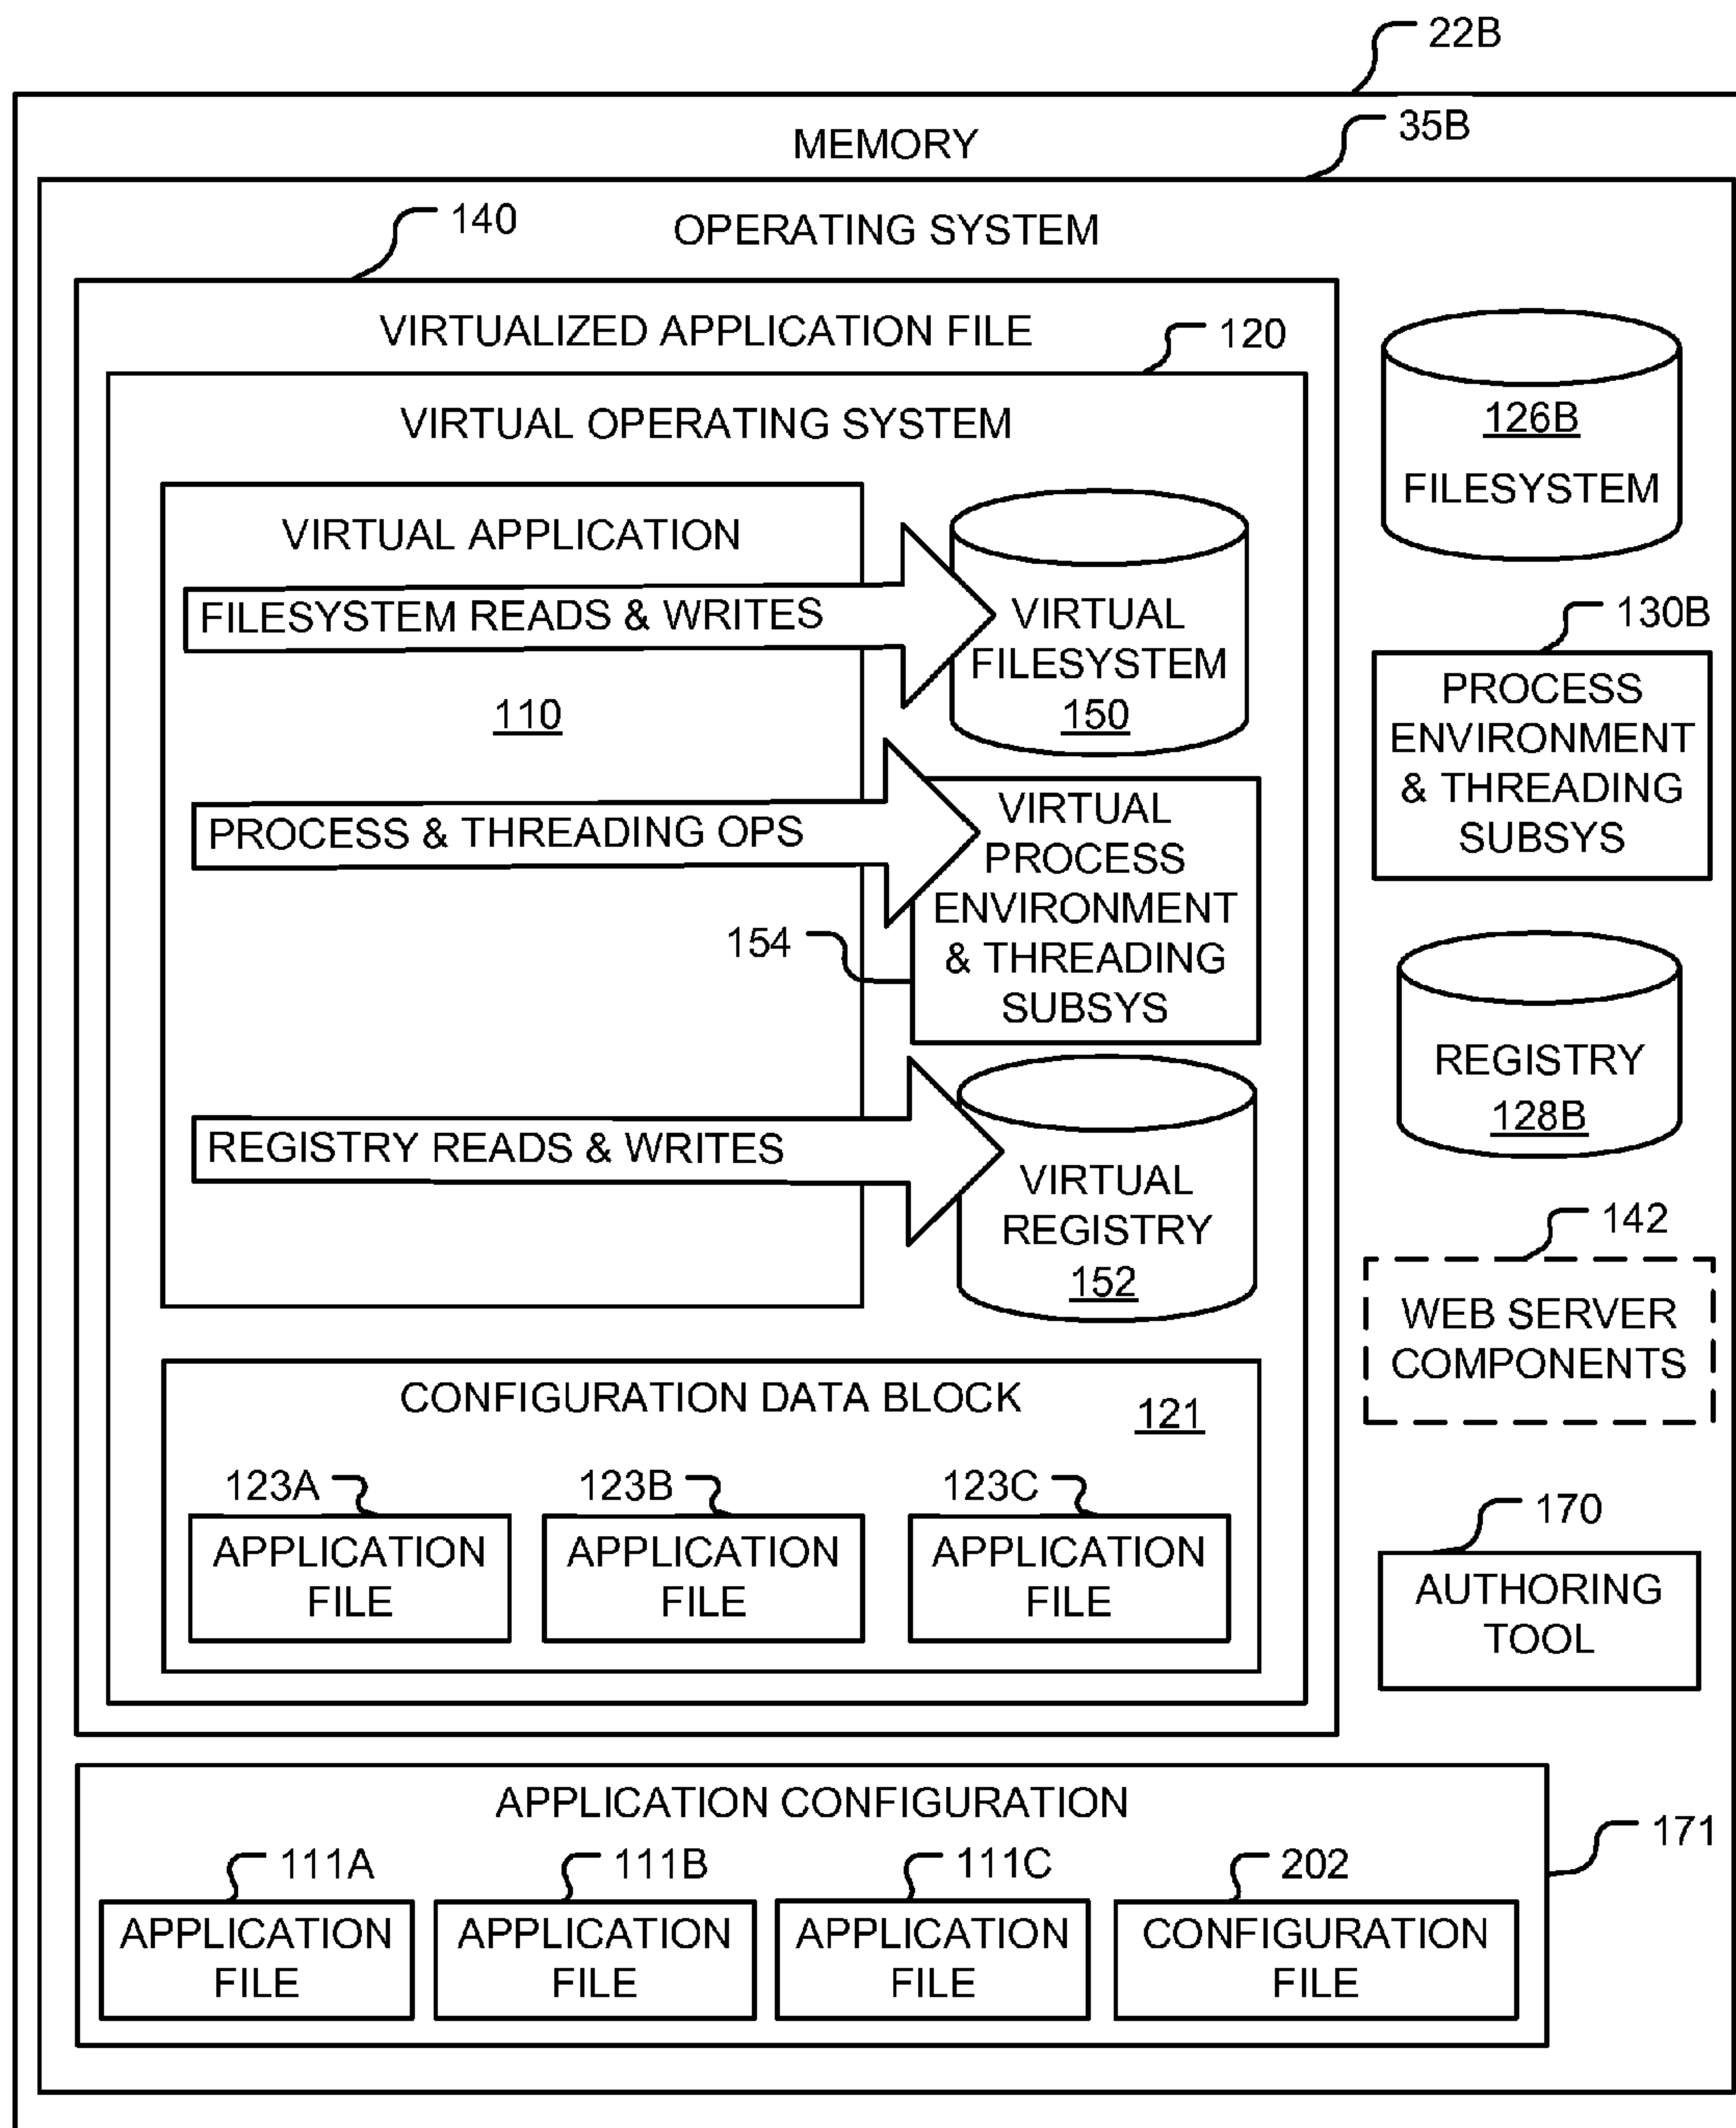 22B
MEMORY
35B
140
OPERATING SYSTEM
VIRTUALIZED APPLICATION FILE
120
VIRTUAL OPERATING SYSTEM
126B
FILESYSTEM
VIRTUAL APPLICATION
FILESYSTEM READS & WRITES
VIRTUAL
FILESYSTEM
150
110
130B
PROCESS
ENVIRONMENT
& THREADING
SUBSYS
PROCESS & THREADING OPS
VIRTUAL
PROCESS
ENVIRONMENT
& THREADING
SUBSYS
154
REGISTRY
128B
REGISTRY READS & WRITES
VIRTUAL
REGISTRY
152
142
WEB SERVER
COMPONENTS
CONFIGURATION DATA BLOCK
121
123A
123B
123C
APPLICATION
FILE
APPLICATION
FILE
APPLICATION
FILE
170
AUTHORING
TOOL
APPLICATION CONFIGURATION
171
111A
111B
111C
202
APPLICATION
FILE
APPLICATION
FILE
APPLICATION
FILE
CONFIGURATION
FILE